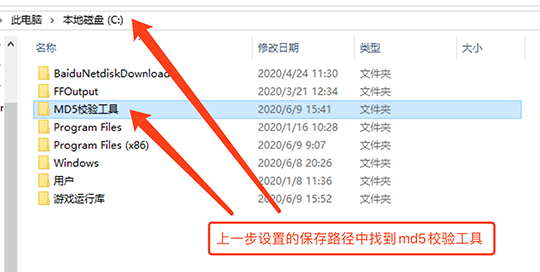 此电脑 › 本地磁盘 (C:) ›
名称 修改日期 类型 大小
BaiduNetdiskDownload 2020/4/24 11:30 文件夹
FFOutput 2020/3/21 12:34 文件夹
MD5校验工具 2020/6/9 15:41 文件夹
Program Files 2020/1/16 10:28 文件夹
Program Files (x86) 2020/6/9 9:07 文件夹
Windows 2020/6/8 20:26 文件夹
用户 2020/1/8 11:36 文件夹
游戏运行库 2020/6/9 15:52 文件夹
上一步设置的保存路径中找到md5校验工具